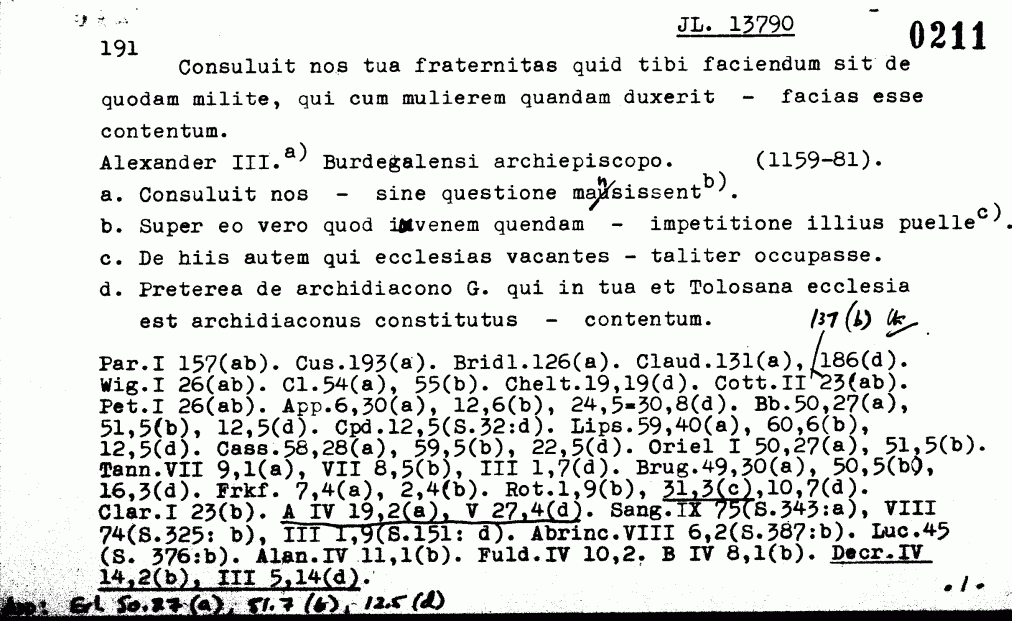 JL. 13790
0211
191
Consuluit nos tua fraternitas quid tibi faciendum sit de
quodam milite, qui cum mulierem quandam duxerit - facias esse
contentum.
Alexander III.a) Burdegalensi archiepiscopo. (1159-81).
a. Consuluit nos - sine questione mansissent b).
b. Super eo vero quod iuvenem quendam - impetitione illius puelle c).
c. De hiis autem qui ecclesias vacantes - taliter occupasse.
d. Preterea de archidiacono G. qui in tua et Tolosana ecclesia
est archidiaconus constitutus - contentum.
137 (b)
Par.I 157(ab). Cus.193(a). Bridl.126(a). Claud.131(a), 186(d).
Wig.I 26(ab). Cl.54(a), 55(b). Chelt.19,19(d). Cott.II 23(ab).
Pet.I 26(ab). App.6,30(a), 12,6(b), 24,5=30,8(d). Bb.50,27(a),
51,5(b), 12,5(d). Cpd.12,5(S.32:d). Lips.59,40(a), 60,6(b),
12,5(d). Cass.58,28(a), 59,5(b), 22,5(d). Oriel I 50,27(a), 51,5(b).
Tann.VII 9,1(a), VII 8,5(b), III 1,7(d). Brug.49,30(a), 50,5(b),
16,3(d). Frkf. 7,4(a), 2,4(b). Rot.1,9(b), 31,3(c),10,7(d).
Clar.I 23(b). A IV 19,2(a), V 27,4(d). Sang.IX 75(S.343:a), VIII
74(S.325: b), III 1,9(S.151: d). Abrinc.VIII 6,2(S.387:b). Luc.45
(S. 376:b). Alan.IV 11,1(b). Fuld.IV 10,2. B IV 8,1(b). Decr.IV
14,2(b), III 5,14(d).
./.
Erl 50.27 (a), 51.7 (b), 12.5 (d)